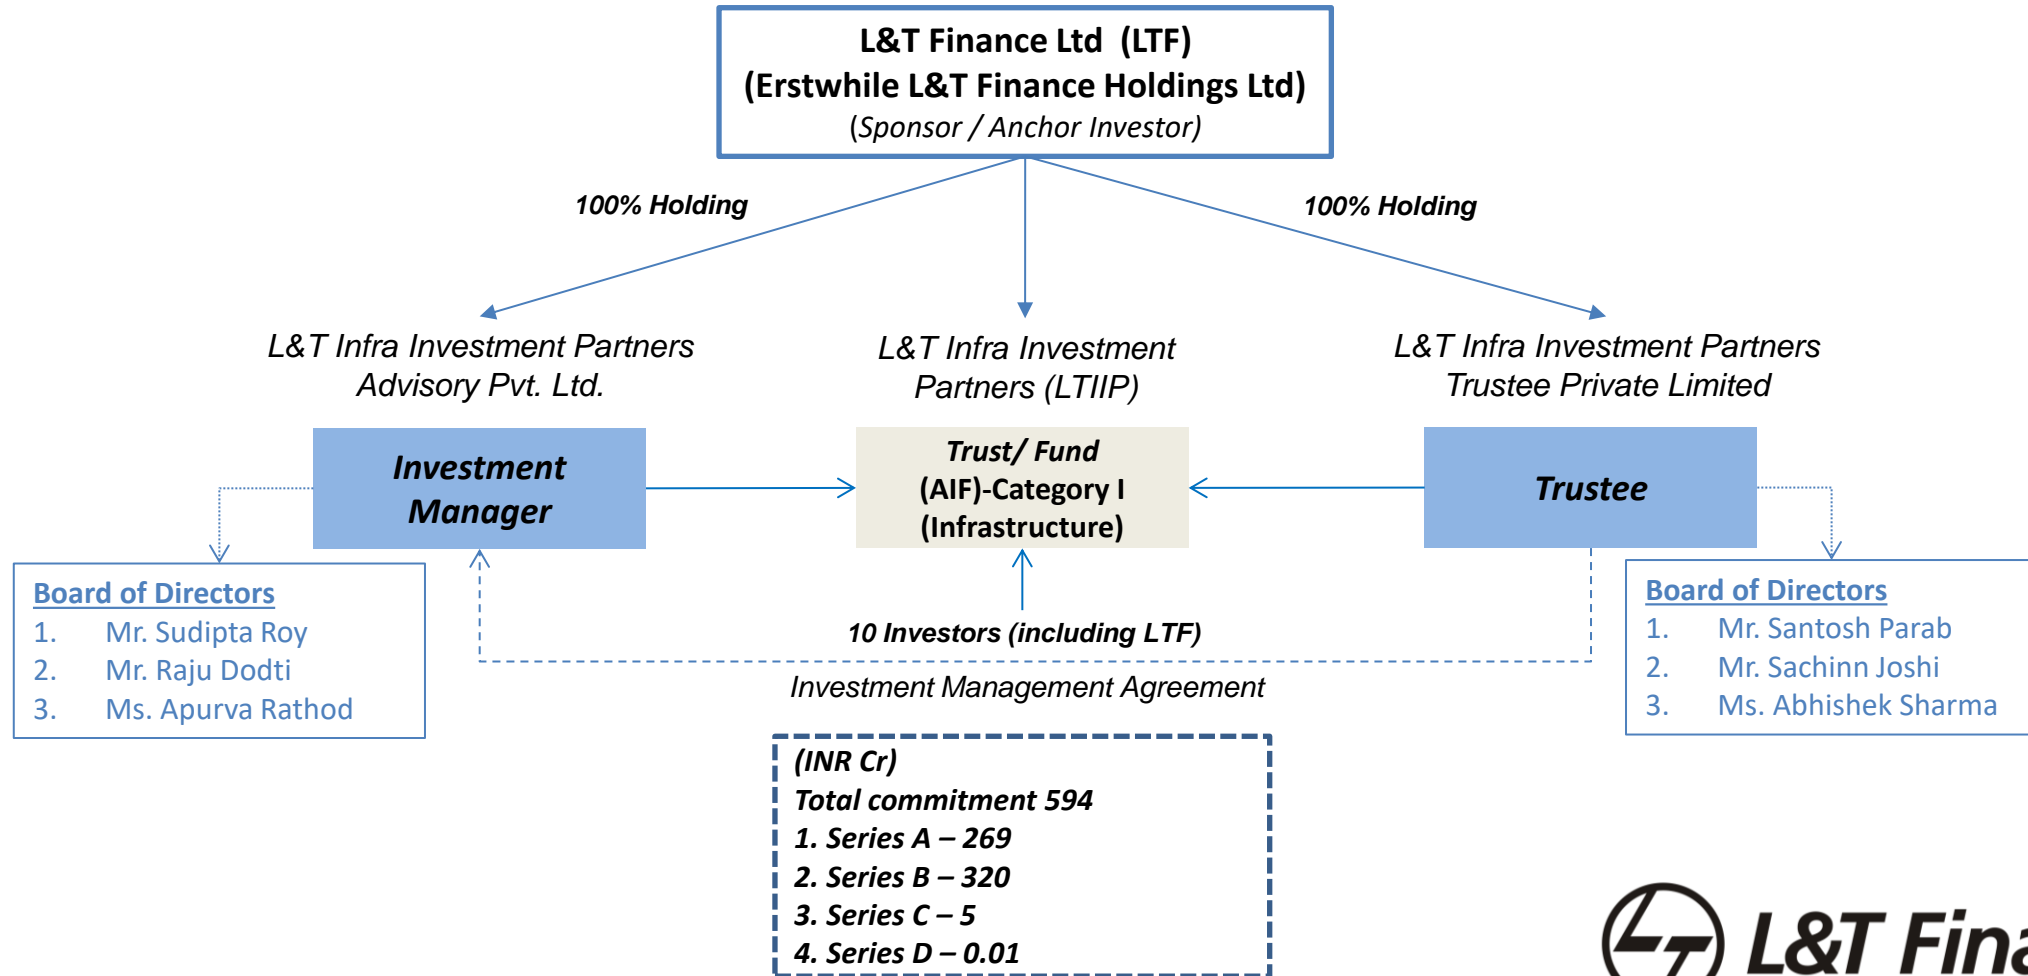 L&T Finance Ltd (LTF)
(Erstwhile L&T Finance Holdings Ltd)
(Sponsor / Anchor Investor)
100% Holding
100% Holding
L&T Infra Investment Partners
Advisory Pvt. Ltd.
L&T Infra Investment
Partners (LTIIP)
L&T Infra Investment Partners
Trustee Private Limited
Investment
Manager
Trust/ Fund
(AIF)-Category I
(Infrastructure)
Trustee
Board of Directors
1. Mr. Sudipta Roy
2. Mr. Raju Dodti
3. Ms. Apurva Rathod
10 Investors (including LTF)
Investment Management Agreement
Board of Directors
1. Mr. Santosh Parab
2. Mr. Sachinn Joshi
3. Ms. Abhishek Sharma
(INR Cr)
Total commitment 594
1. Series A – 269
2. Series B – 320
3. Series C – 5
4. Series D – 0.01
L&T Fina